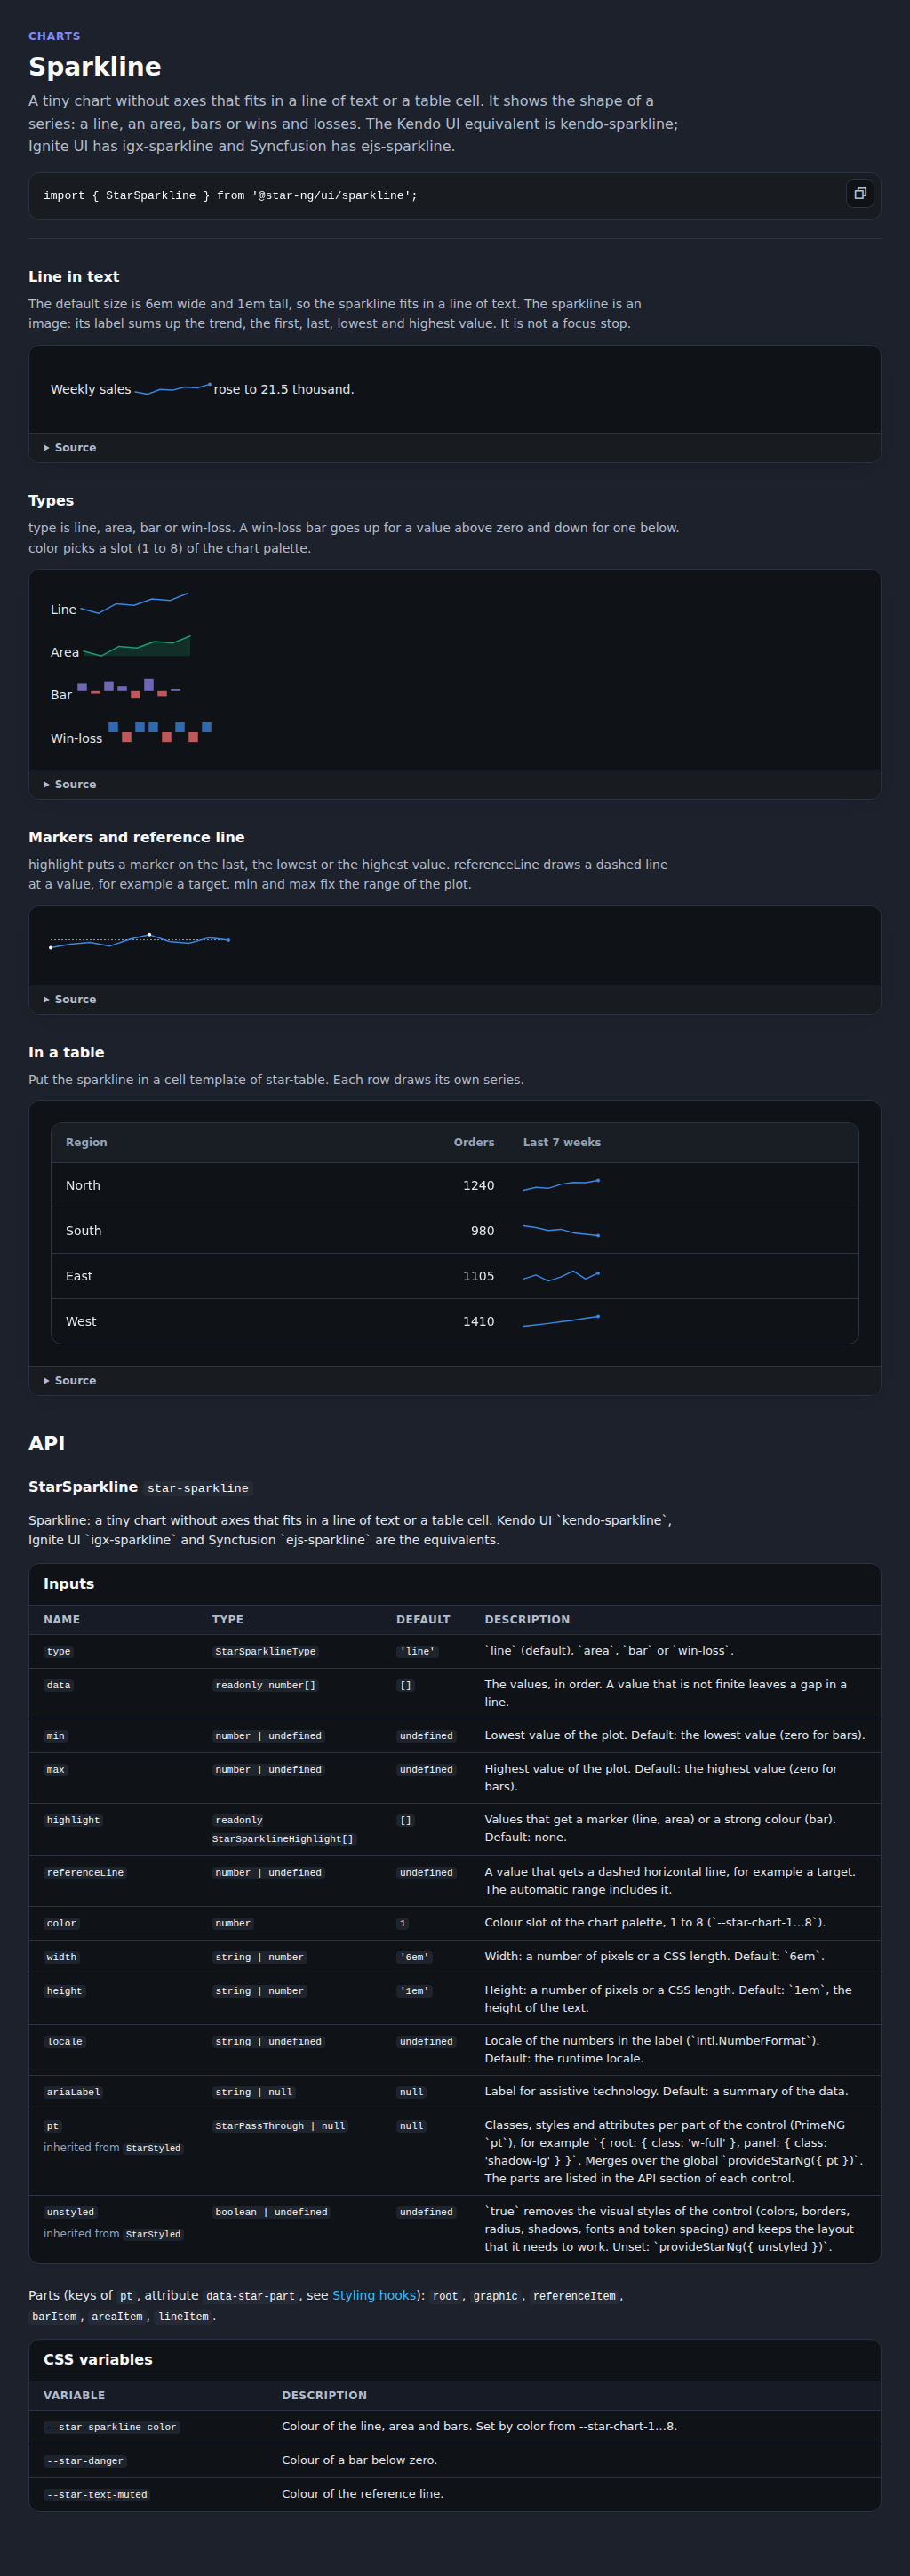 CHARTS
Sparkline
A tiny chart without axes that fits in a line of text or a table cell. It shows the shape of a
series: a line, an area, bars or wins and losses. The Kendo UI equivalent is kendo-sparkline;
Ignite UI has igx-sparkline and Syncfusion has ejs-sparkline.
import { StarSparkline } from '@star-ng/ui/sparkline';
Line in text
The default size is 6em wide and 1em tall, so the sparkline fits in a line of text. The sparkline is an
image: its label sums up the trend, the first, last, lowest and highest value. It is not a focus stop.
Weekly sales rose to 21.5 thousand.
Source
Types
type is line, area, bar or win-loss. A win-loss bar goes up for a value above zero and down for one below.
color picks a slot (1 to 8) of the chart palette.
Line
Area
Bar
Win-loss
Source
Markers and reference line
highlight puts a marker on the last, the lowest or the highest value. referenceLine draws a dashed line
at a value, for example a target. min and max fix the range of the plot.
Source
In a table
Put the sparkline in a cell template of star-table. Each row draws its own series.
Region Orders Last 7 weeks
North 1240
South 980
East 1105
West 1410
Source
API
StarSparkline star-sparkline
Sparkline: a tiny chart without axes that fits in a line of text or a table cell. Kendo UI `kendo-sparkline`,
Ignite UI `igx-sparkline` and Syncfusion `ejs-sparkline` are the equivalents.
Inputs
NAME TYPE DEFAULT DESCRIPTION
type StarSparklineType 'line' `line` (default), `area`, `bar` or `win-loss`.
data readonly number[] [] The values, in order. A value that is not finite leaves a gap in a
line.
min number | undefined undefined Lowest value of the plot. Default: the lowest value (zero for bars).
max number | undefined undefined Highest value of the plot. Default: the highest value (zero for
bars).
highlight readonly [] Values that get a marker (line, area) or a strong colour (bar).
StarSparklineHighlight[] Default: none.
referenceLine number | undefined undefined A value that gets a dashed horizontal line, for example a target.
The automatic range includes it.
color number 1 Colour slot of the chart palette, 1 to 8 (`--star-chart-1…8`).
width string | number '6em' Width: a number of pixels or a CSS length. Default: `6em`.
height string | number '1em' Height: a number of pixels or a CSS length. Default: `1em`, the
height of the text.
locale string | undefined undefined Locale of the numbers in the label (`Intl.NumberFormat`).
Default: the runtime locale.
ariaLabel string | null null Label for assistive technology. Default: a summary of the data.
pt StarPassThrough | null null Classes, styles and attributes per part of the control (PrimeNG
inherited from StarStyled `pt`), for example `{ root: { class: 'w-full' }, panel: { class:
'shadow-lg' } }`. Merges over the global `provideStarNg({ pt })`.
The parts are listed in the API section of each control.
unstyled boolean | undefined undefined `true` removes the visual styles of the control (colors, borders,
inherited from StarStyled radius, shadows, fonts and token spacing) and keeps the layout
that it needs to work. Unset: `provideStarNg({ unstyled })`.
Parts (keys of pt, attribute data-star-part, see Styling hooks): root, graphic, referenceItem,
barItem, areaItem, lineItem.
CSS variables
VARIABLE DESCRIPTION
--star-sparkline-color Colour of the line, area and bars. Set by color from --star-chart-1…8.
--star-danger Colour of a bar below zero.
--star-text-muted Colour of the reference line.